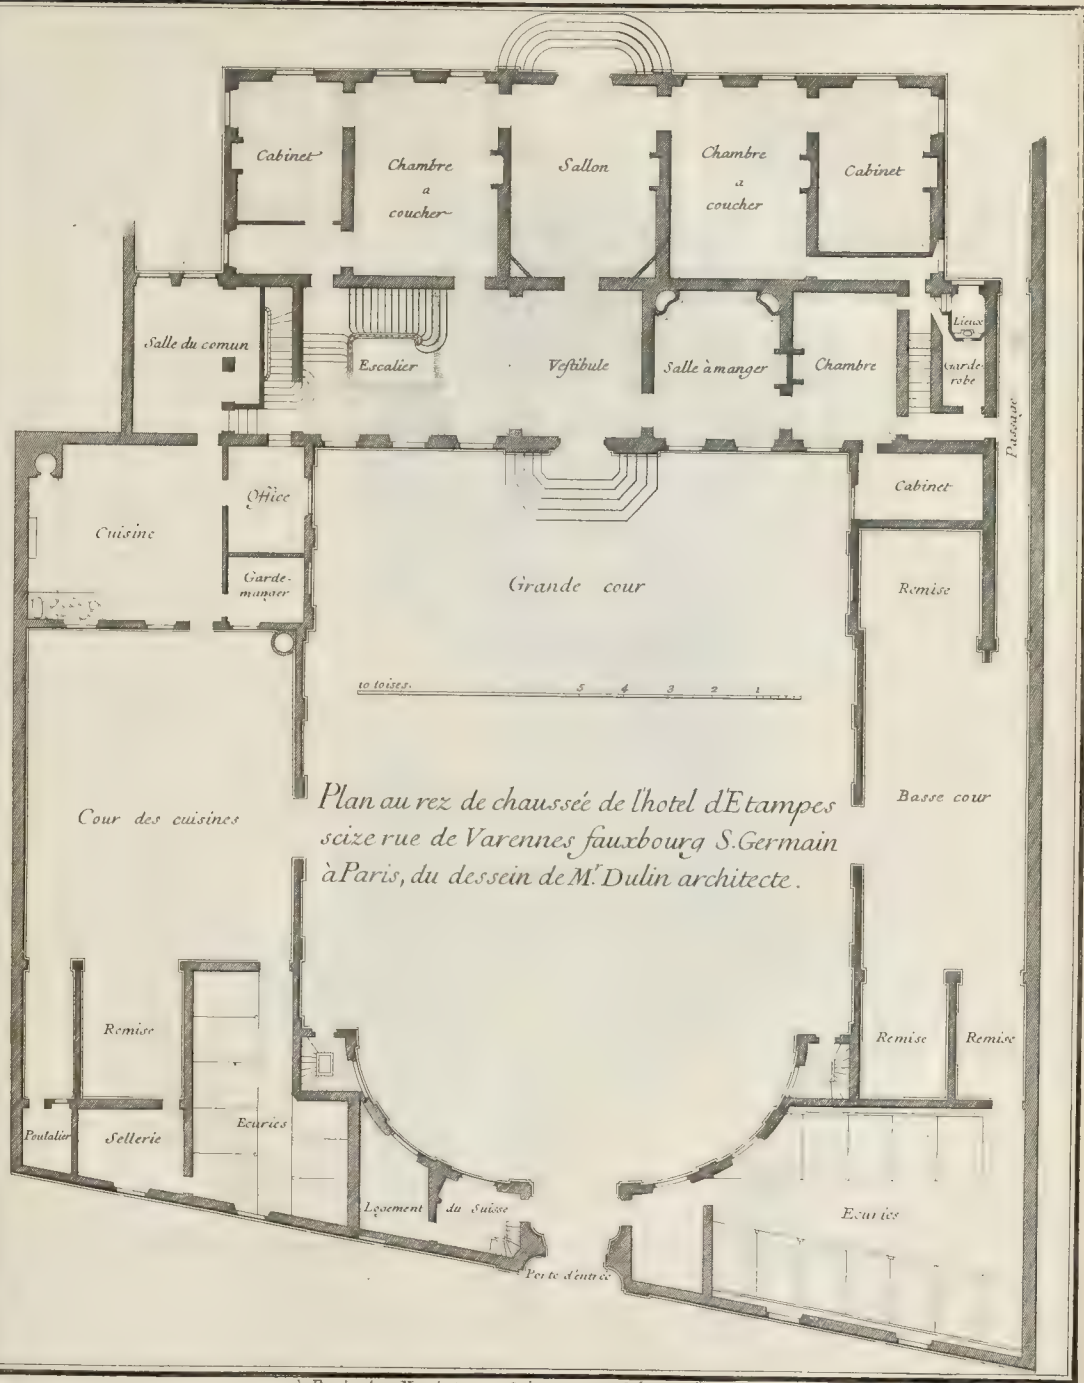 Cabinet
Chambre
a
coucher
Sallon
Chambre
a
coucher
Cabinet
Salle du comun
Escalier
Vestibule
Salle à manger
Chambre
Lieux
Garde-
robe
Passage
Cuisine
Office
Garde-
manger
Cabinet
Remise
Grande cour
10 toises.
5 4 3 2 1
Plan au rez de chaussée de l'hotel d'Etampes
scize rue de Varennes fauxbourg S. Germain
à Paris, du dessein de Mr. Dulin architecte.
Cour des cuisines
Basse cour
Remise
Remise
Remise
Poulalier
Sellerie
Ecuries
Logement du Suisse
Ecuries
Porte d'entrée